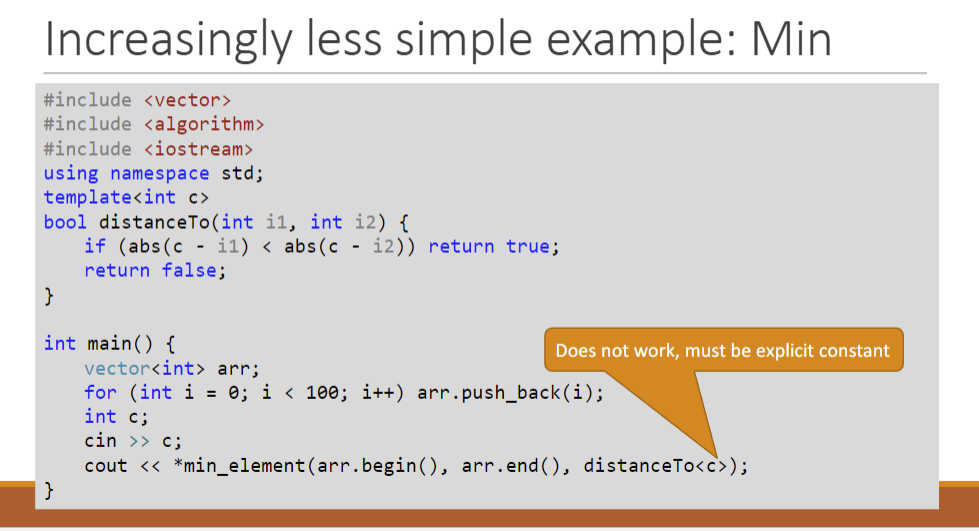 Increasingly less simple example: Min
#include <vector>
#include <algorithm>
#include <iostream>
using namespace std;
template<int c>
bool distanceTo(int i1, int i2) {
    if (abs(c - i1) < abs(c - i2)) return true;
    return false;
}
int main() {
Does not work, must be explicit constant
    vector<int> arr;
    for (int i = 0; i < 100; i++) arr.push_back(i);
    int c;
    cin >> c;
    cout << *min_element(arr.begin(), arr.end(), distanceTo<c>);
}